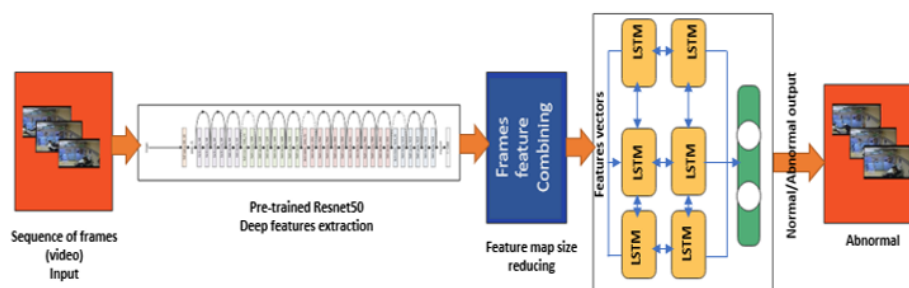 Sequence of frames
(video)
Input
Pre-trained Resnet50
Deep features extraction
Frames
feature
Combining
Feature map size
reducing
Features vectors
LSTM
LSTM
LSTM
LSTM
LSTM
LSTM
Normal/Abnormal output
Abnormal